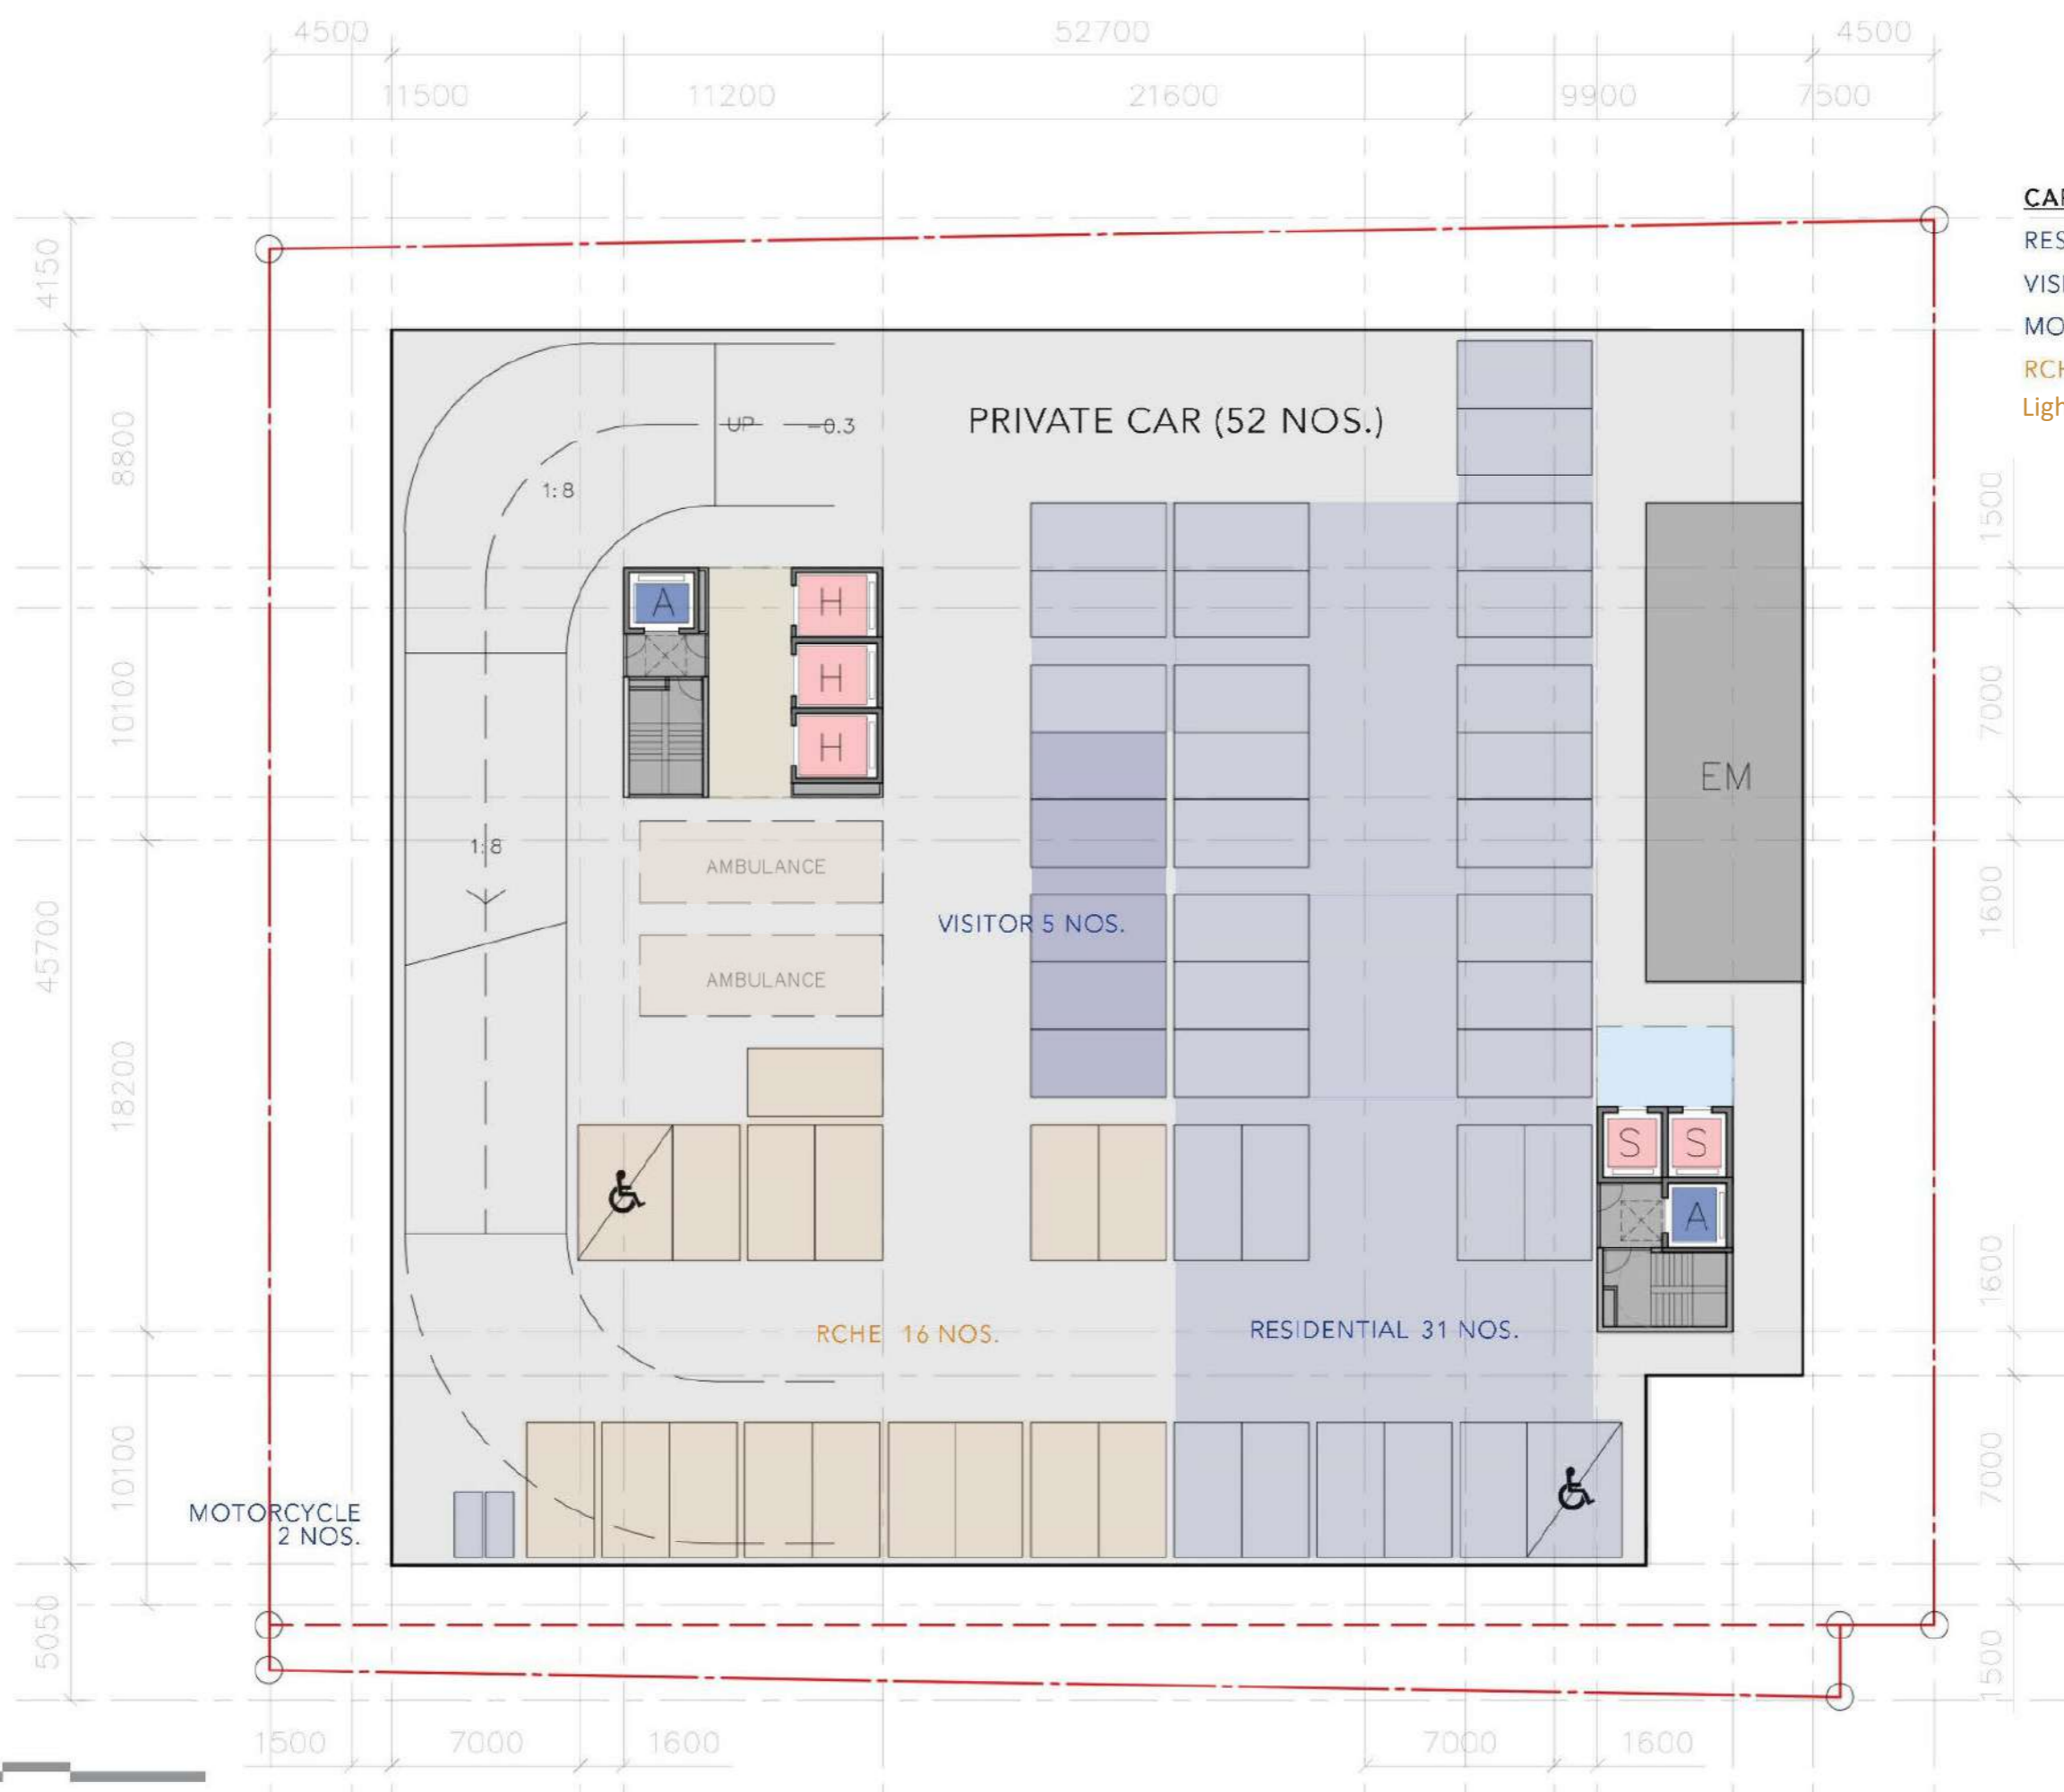 4500 52700 4500
11500 11200 21600 9900 7500
CAR
RES
VISI
MO
RCH
Ligh
4150
8800
10100
45700
18200
10100
5050
1500
7000
1600
1600
7000
1500
UP -0.3
1:8
PRIVATE CAR (52 NOS.)
A
H
H
H
EM
1:8
AMBULANCE
VISITOR 5 NOS.
AMBULANCE
S S
A
RCHE 16 NOS.
RESIDENTIAL 31 NOS.
MOTORCYCLE
2 NOS.
1500 7000 1600 7000 1600